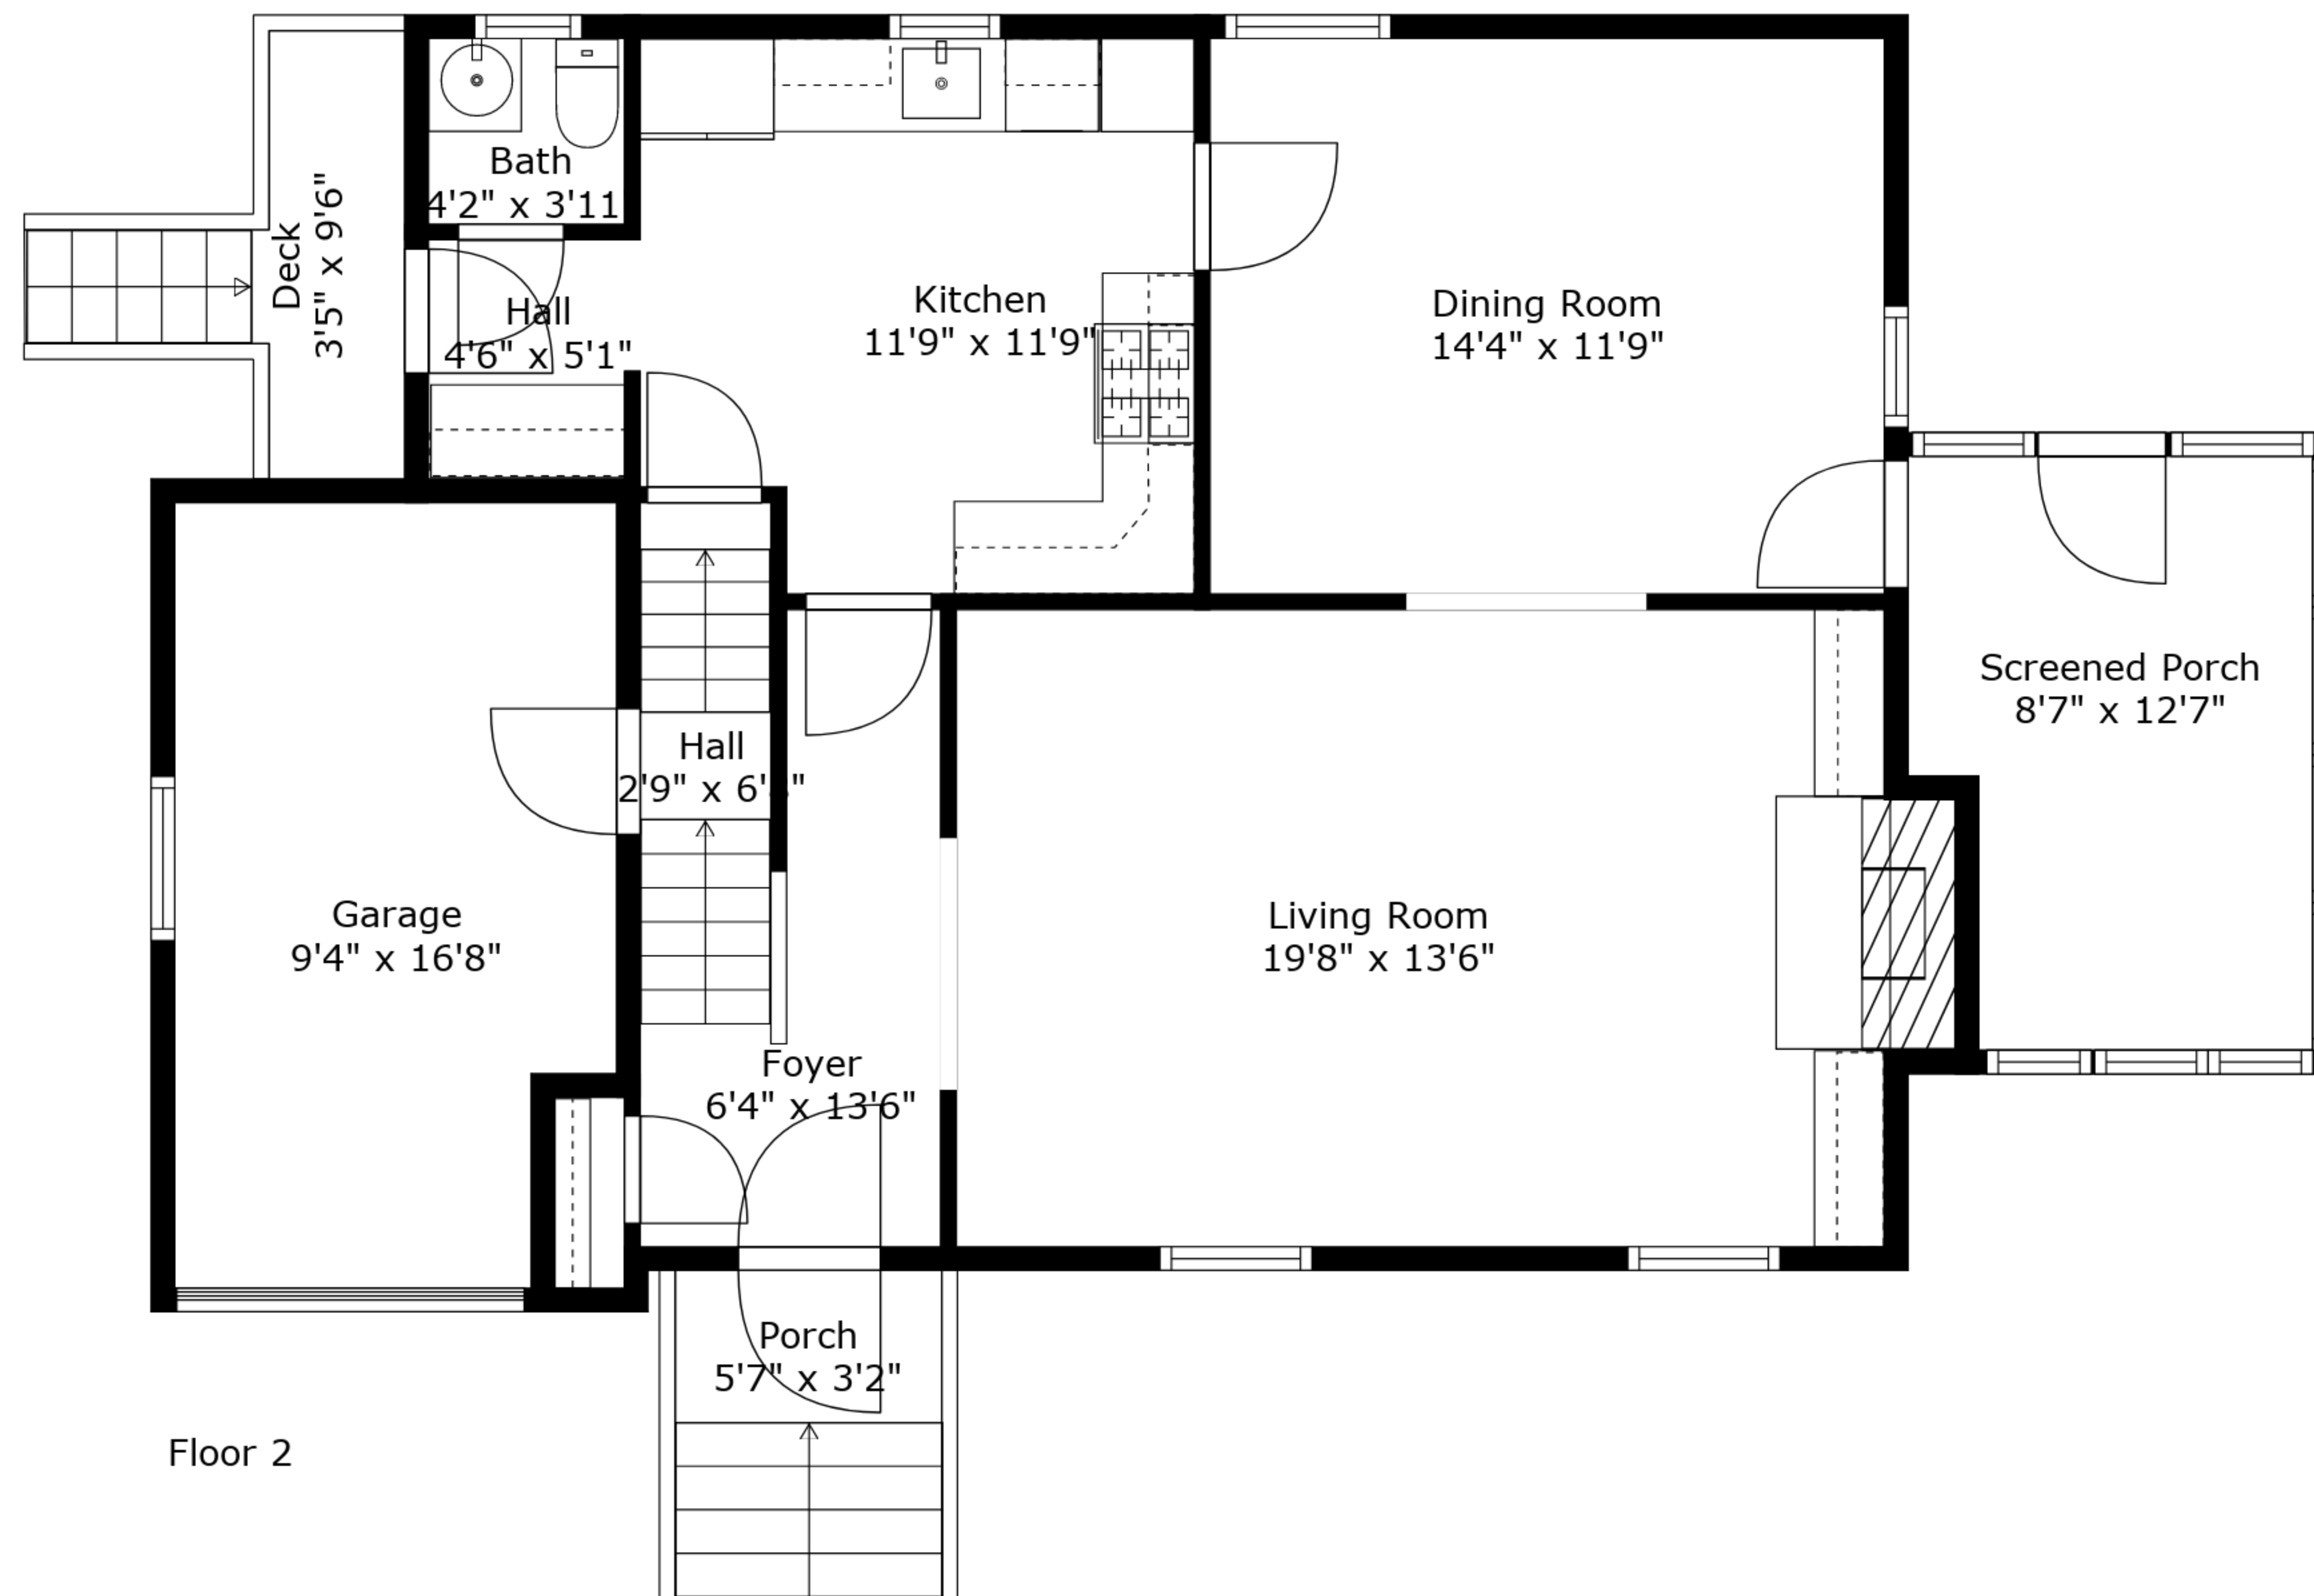 Bath
4'2" x 3'11
Deck
3'5" x 9'6"
Hall
4'6" x 5'1"
Kitchen
11'9" x 11'9"
Dining Room
14'4" x 11'9"
Screened Porch
8'7" x 12'7"
Hall
2'9" x
Garage
9'4" x 16'8"
Living Room
19'8" x 13'6"
Foyer
6'4" x 13'6"
Porch
5'7" x 3'2"
Floor 2